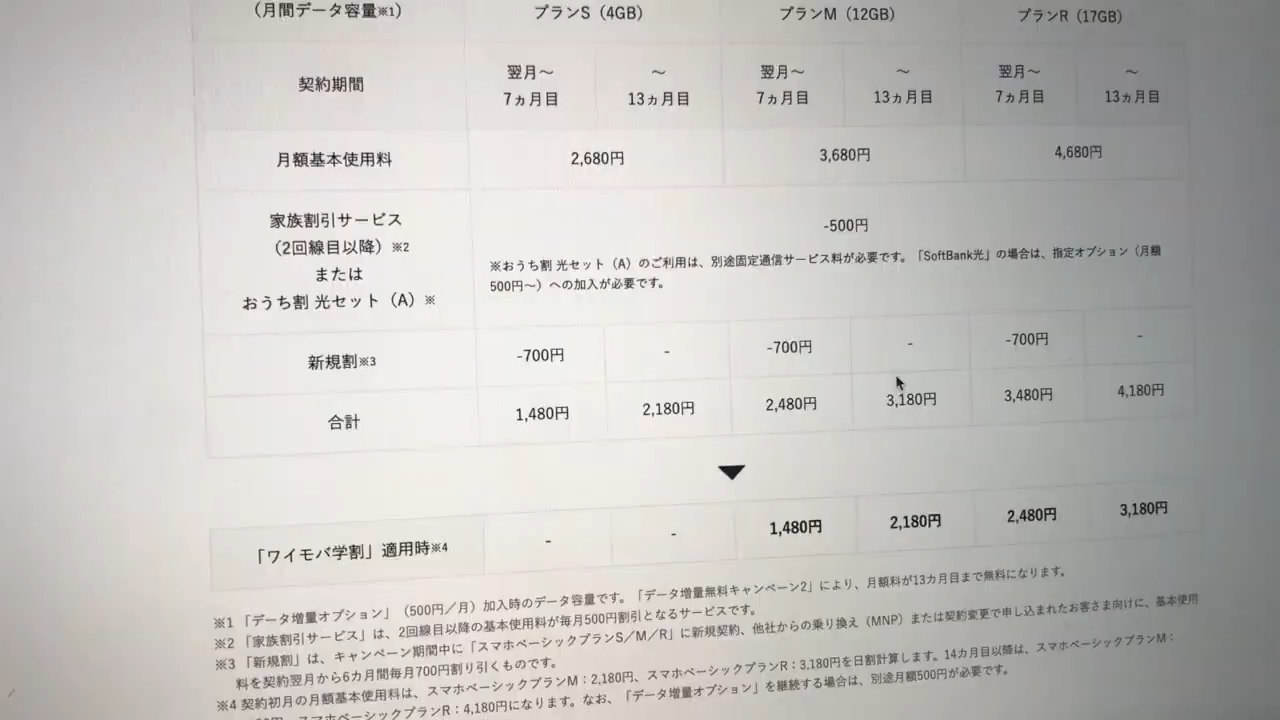 (月間データ容量※1) プランS（4GB） プランM（12GB） プランR（17GB）
契約期間 翌月～ ～ 翌月～ ～ 翌月～ ～
7ヵ月目 13ヵ月目 7ヵ月目 13ヵ月目 7ヵ月目 13ヵ月目
月額基本使用料 2,680円 3,680円 4,680円
家族割引サービス
（2回線目以降）※2
または
おうち割 光セット（A）※
-500円
※おうち割 光セット（A）のご利用は、別途固定通信サービス料が必要です。「SoftBank光」の場合は、指定オプション（月額
500円～）への加入が必要です。
新規割※3 -700円 - -700円 - -700円 -
合計 1,480円 2,180円 2,480円 3,180円 3,480円 4,180円
「ワイモバ学割」適用時※4 - - 1,480円 2,180円 2,480円 3,180円
※1 「データ増量オプション」（500円／月）加入時のデータ容量です。「データ増量無料キャンペーン2」により、月額料が13カ月目まで無料になります。
※2 「家族割引サービス」は、2回線目以降の基本使用料が毎月500円割引となるサービスです。
※3 「新規割」は、キャンペーン期間中に「スマホベーシックプランS／M／R」に新規契約、他社からの乗り換え（MNP）または契約変更で申し込まれたお客さま向けに、基本使用
料を契約翌月から6カ月間毎月700円割り引くものです。
※4 契約初月の月額基本使用料は、スマホベーシックプランM：2,180円、スマホベーシックプランR：3,180円を日割計算します。14カ月目以降は、スマホベーシックプランM：
スマホベーシックプランR：4,180円になります。なお、「データ増量オプション」を継続する場合は、別途月額500円が必要です。